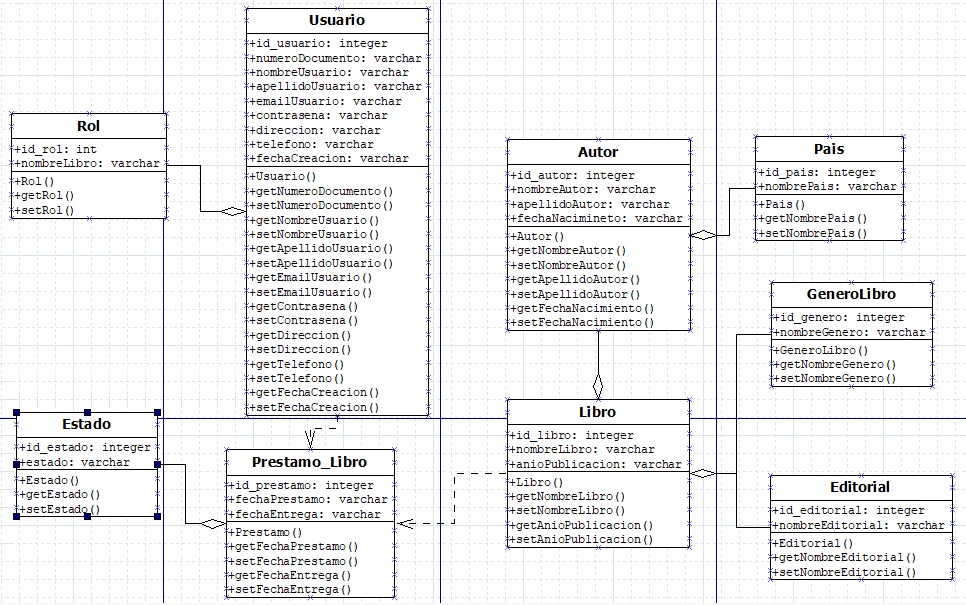 Usuario
+id_usuario: integer
+numeroDocumento: varchar
+nombreUsuario: varchar
+apellidoUsuario: varchar
+emailUsuario: varchar
+contrasena: varchar
+direccion: varchar
+telefono: varchar
+fechaCreacion: varchar
+Usuario()
+getNumeroDocumento()
+setNumeroDocumento()
+getNombreUsuario()
+setNombreUsuario()
+getApellidoUsuario()
+setApellidoUsuario()
+getEmailUsuario()
+setEmailUsuario()
+getContrasena()
+setContrasena()
+getDireccion()
+setDireccion()
+getTelefono()
+setTelefono()
+getFechaCreacion()
+setFechaCreacion()
Rol
+id_rol: int
+nombreLibro: varchar
+Rol()
+getRol()
+setRol()
Autor
+id_autor: integer
+nombreAutor: varchar
+apellidoAutor: varchar
+fechaNacimineto: varchar
+Autor()
+getNombreAutor()
+setNombreAutor()
+getApellidoAutor()
+setApellidoAutor()
+getFechaNacimiento()
+setFechaNacimiento()
Pais
+id_pais: integer
+nombrePais: varchar
+Pais()
+getNombrePais()
+setNombrePais()
GeneroLibro
+id_genero: integer
+nombreGenero: varchar
+GeneroLibro()
+getNombreGenero()
+setNombreGenero()
Estado
+id_estado: integer
+estado: varchar
+Estado()
+getEstado()
+setEstado()
Prestamo_Libro
+id_prestamo: integer
+fechaPrestamo: varchar
+fechaEntrega: varchar
+Prestamo()
+getFechaPrestamo()
+setFechaPrestamo()
+getFechaEntrega()
+setFechaEntrega()
Libro
+id_libro: integer
+nombreLibro: varchar
+anioPublicacion: varchar
+Libro()
+getNombreLibro()
+setNombreLibro()
+getAnioPublicacion()
+setAnioPublicacion()
Editorial
+id_editorial: integer
+nombreEditorial: varchar
+Editorial()
+getNombreEditorial()
+setNombreEditorial()